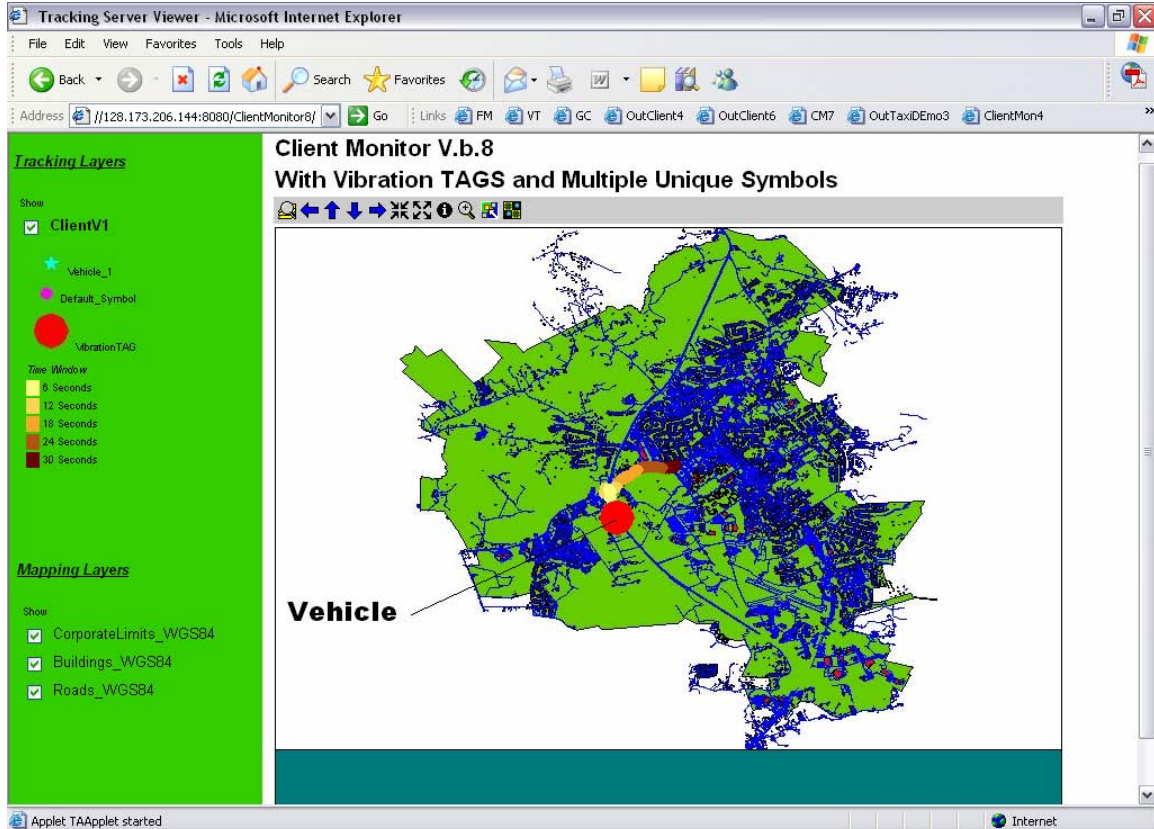 Tracking Server Viewer - Microsoft Internet Explorer
File Edit View Favorites Tools Help
Back Search Favorites
Address //128.173.206.144:8080/ClientMonitor8/ Go Links FM VT GC OutClient4 OutClient6 CM7 OutTaxiDEmo3 ClientMon4 »
Client Monitor V.b.8
With Vibration TAGS and Multiple Unique Symbols
Tracking Layers
Show
ClientV1
Vehicle_1
Default_Symbol
VibrationTAG
Time Window
6 Seconds
12 Seconds
18 Seconds
24 Seconds
30 Seconds
Vehicle
Mapping Layers
Show
CorporateLimits_WGS84
Buildings_WGS84
Roads_WGS84
Applet TAApplet started Internet